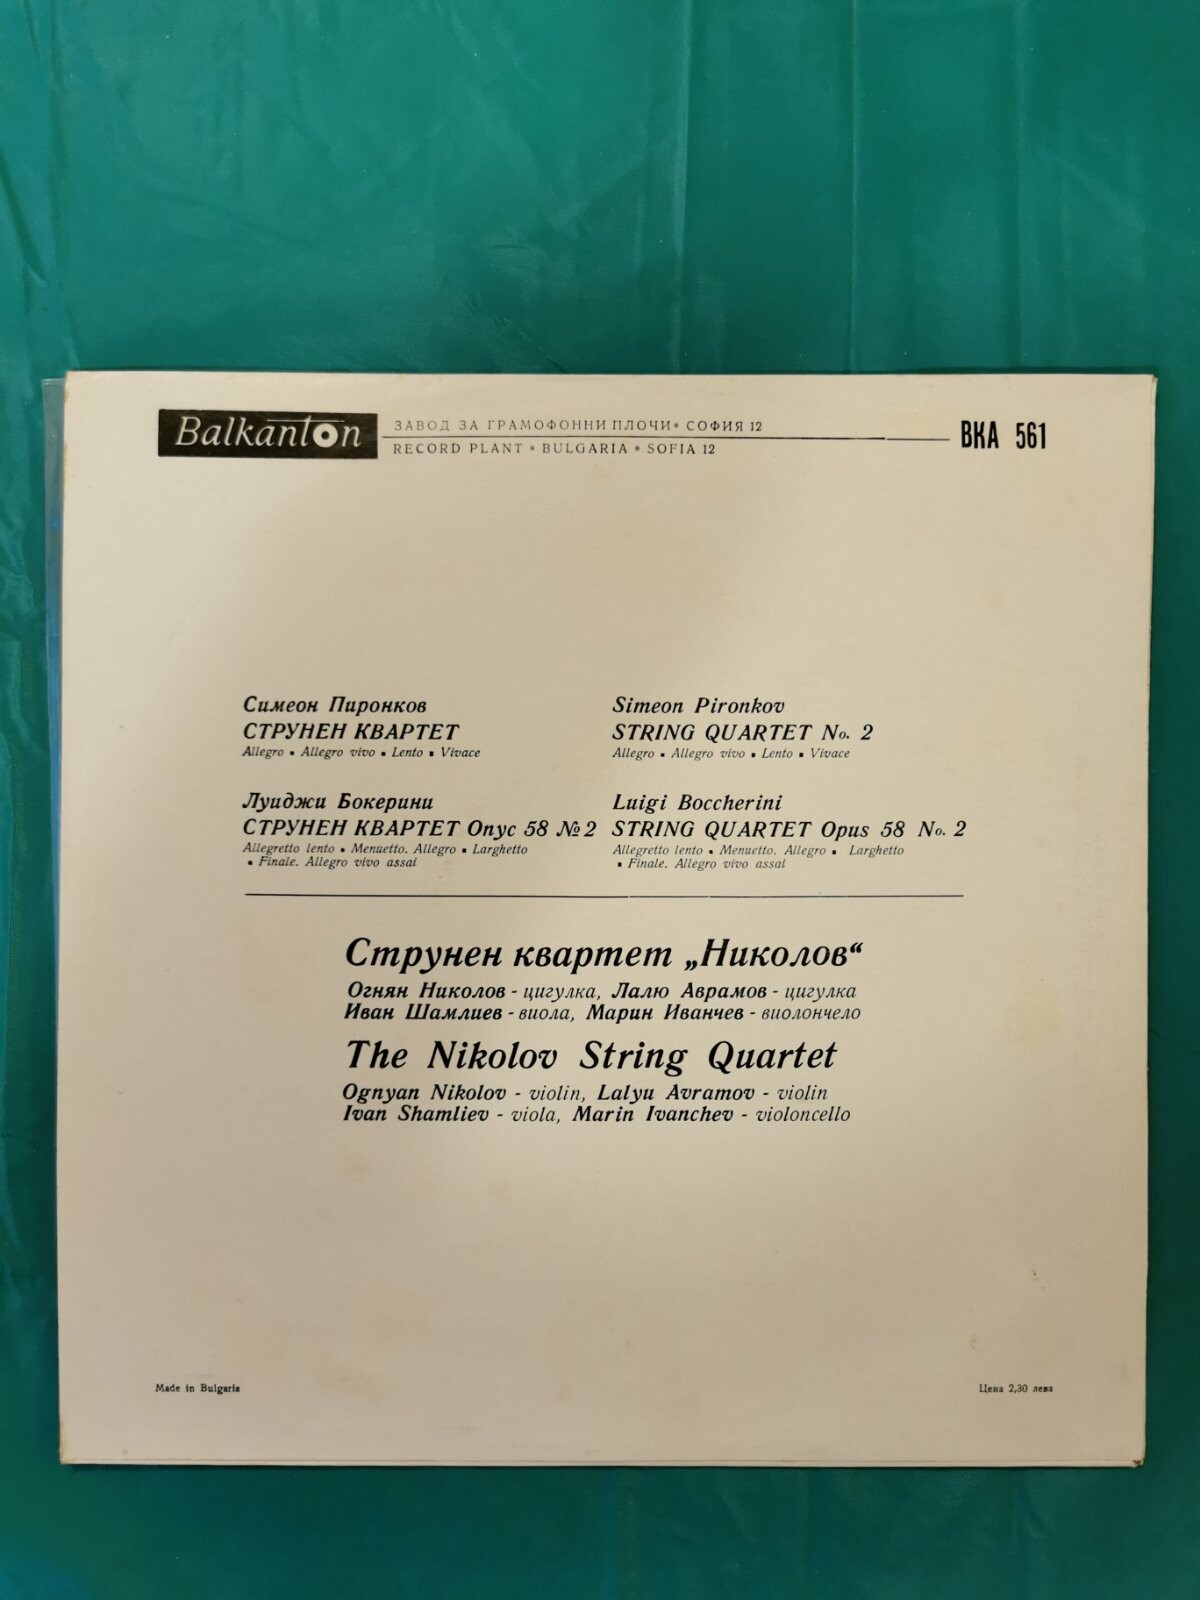 Balkanton
ЗАВОД ЗА ГРАМОФОННИ ПЛОЧИ * СОФИЯ 12
RECORD PLANT * BULGARIA * SOFIA 12
ВКА 561
Симеон Пиронков
СТРУНЕН КВАРТЕТ
Allegro ▪ Allegro vivo ▪ Lento ▪ Vivace
Simeon Pironkov
STRING QUARTET No. 2
Allegro ▪ Allegro vivo ▪ Lento ▪ Vivace
Луиджи Бокерини
СТРУНЕН КВАРТЕТ Опус 58 № 2
Allegretto lento ▪ Menuetto. Allegro ▪ Larghetto
▪ Finale. Allegro vivo assai
Luigi Boccherini
STRING QUARTET Opus 58 No. 2
Allegretto lento ▪ Menuetto. Allegro ▪ Larghetto
▪ Finale. Allegro vivo assai
Струнен квартет „Николов“
Огнян Николов - цигулка, Лалю Аврамов - цигулка
Иван Шамлиев - виола, Марин Иванчев - виолончело
The Nikolov String Quartet
Ognyan Nikolov - violin, Lalyu Avramov - violin
Ivan Shamliev - viola, Marin Ivanchev - violoncello
Made in Bulgaria
Цена 2,30 лева